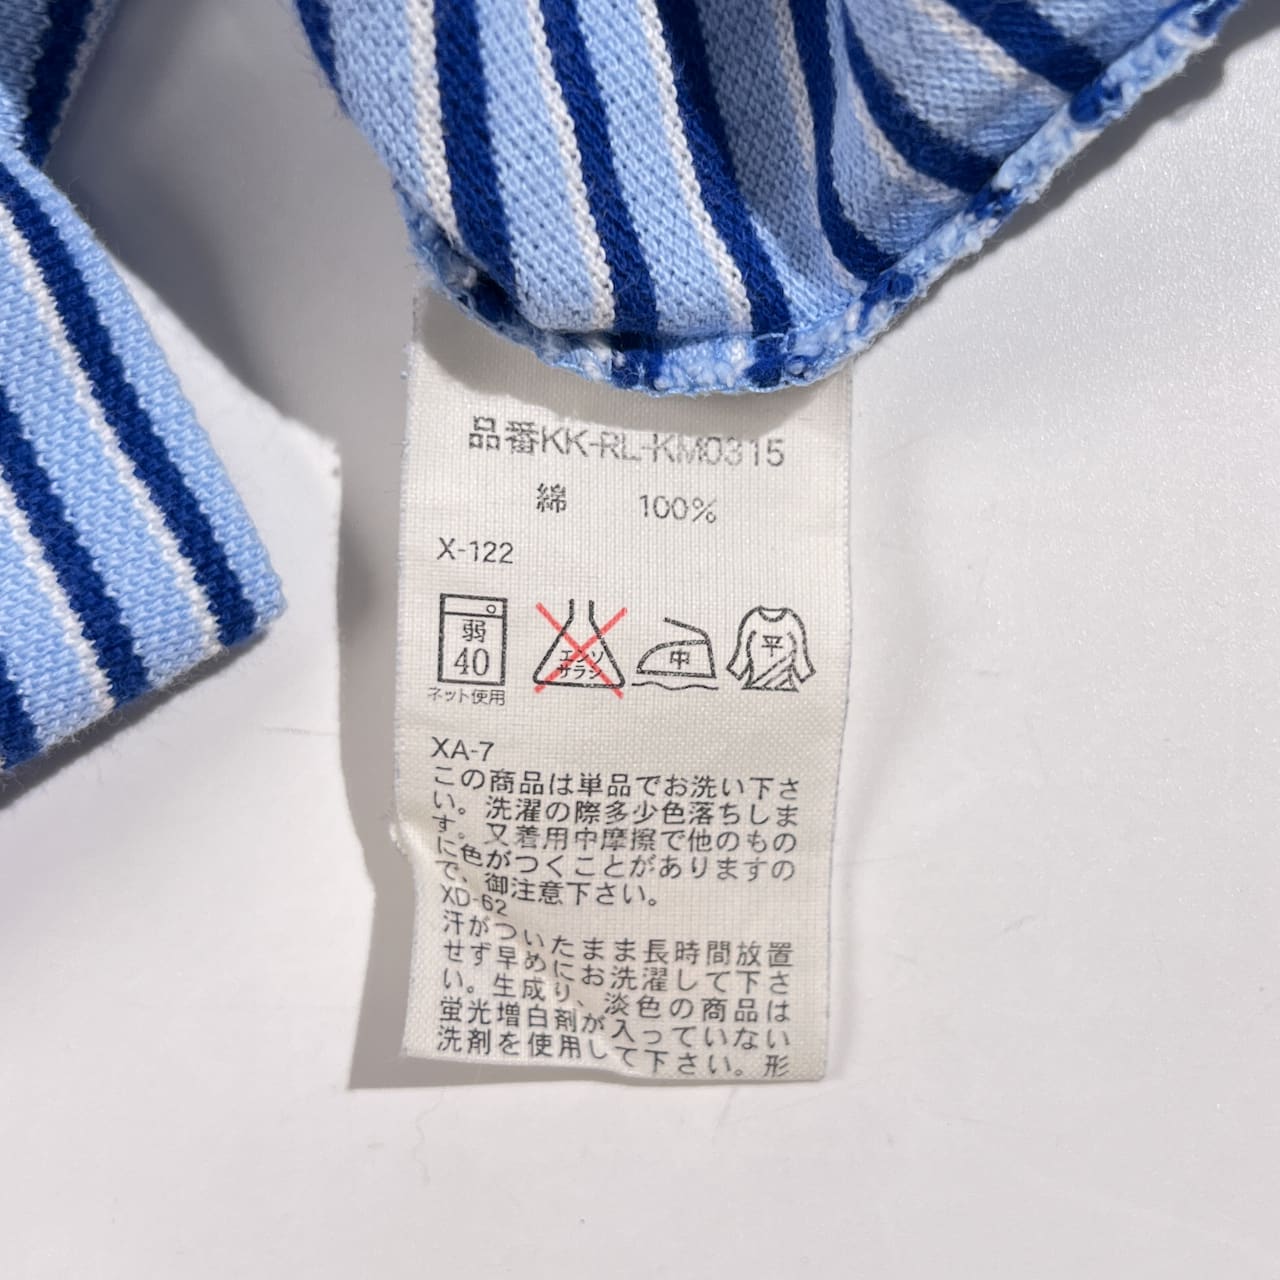 品番KK-RL-KM0315
綿 100%
X-122
弱
40
ネット使用
エンソ
サラシ
中
平
XA-7
この商品は単品でお洗い下さ
い。洗濯の際多少色落ちしま
す。又着用中摩擦で他のもの
に色がつくことがありますの
で、御注意下さい。
XD-62
汗がついたまま長時間放置
せず早めにお洗濯して下さ
い。生成り、淡色の商品は
蛍光増白剤が入っていない
洗剤を使用して下さい。形